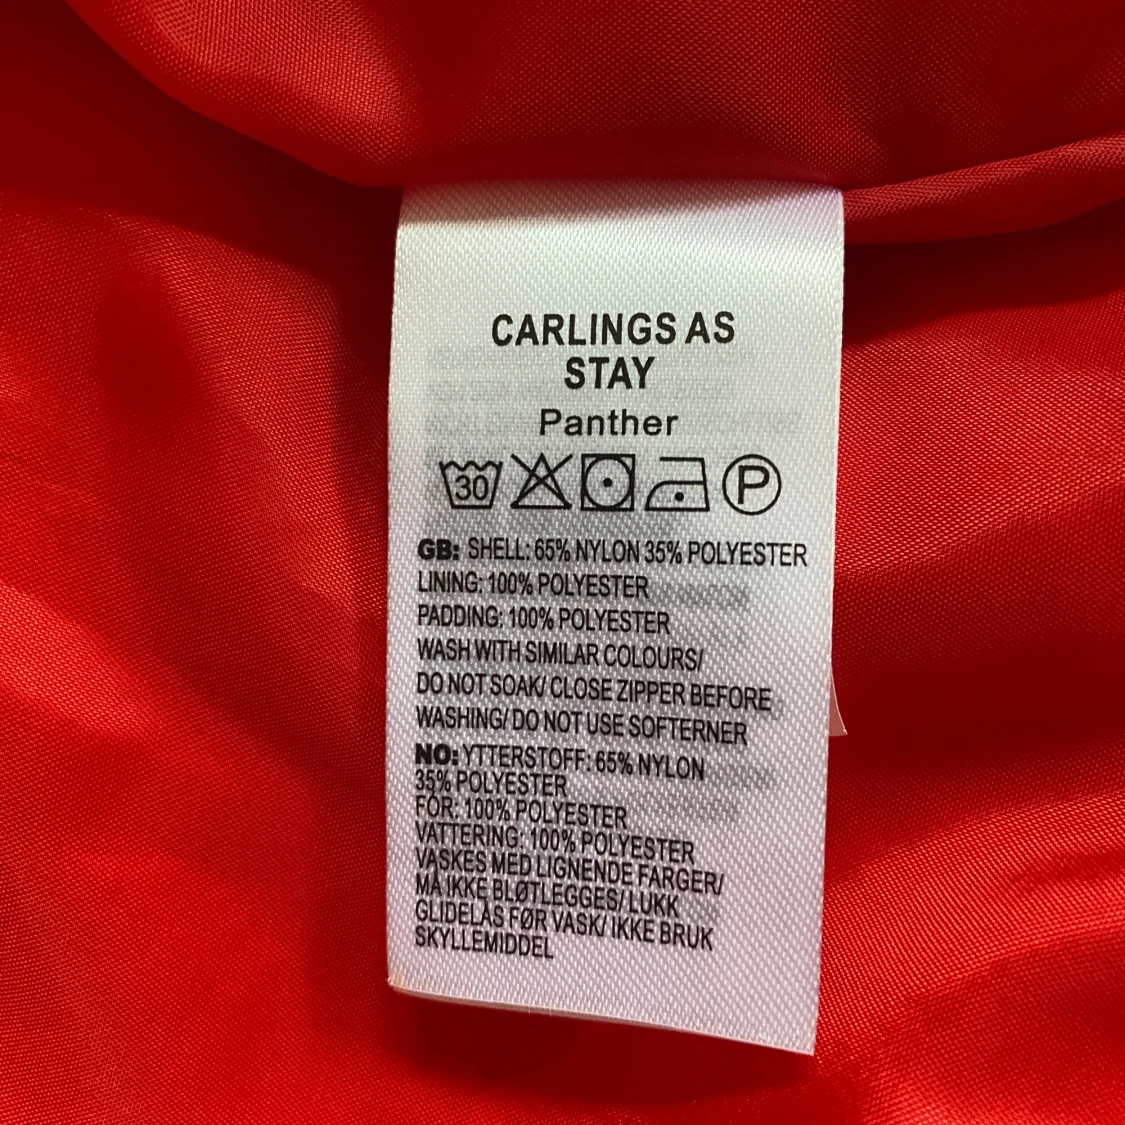 CARLINGS AS
STAY
Panther
30 P
GB: SHELL: 65% NYLON 35% POLYESTER
LINING: 100% POLYESTER
PADDING: 100% POLYESTER
WASH WITH SIMILAR COLOURS/
DO NOT SOAK/ CLOSE ZIPPER BEFORE
WASHING/ DO NOT USE SOFTERNER
NO: YTTERSTOFF: 65% NYLON
35% POLYESTER
FÓR: 100% POLYESTER
VATTERING: 100% POLYESTER
VASKES MED LIGNENDE FARGER/
MÅ IKKE BLØTLEGGES/ LUKK
GLIDELÅS FØR VASK/ IKKE BRUK
SKYLLEMIDDEL